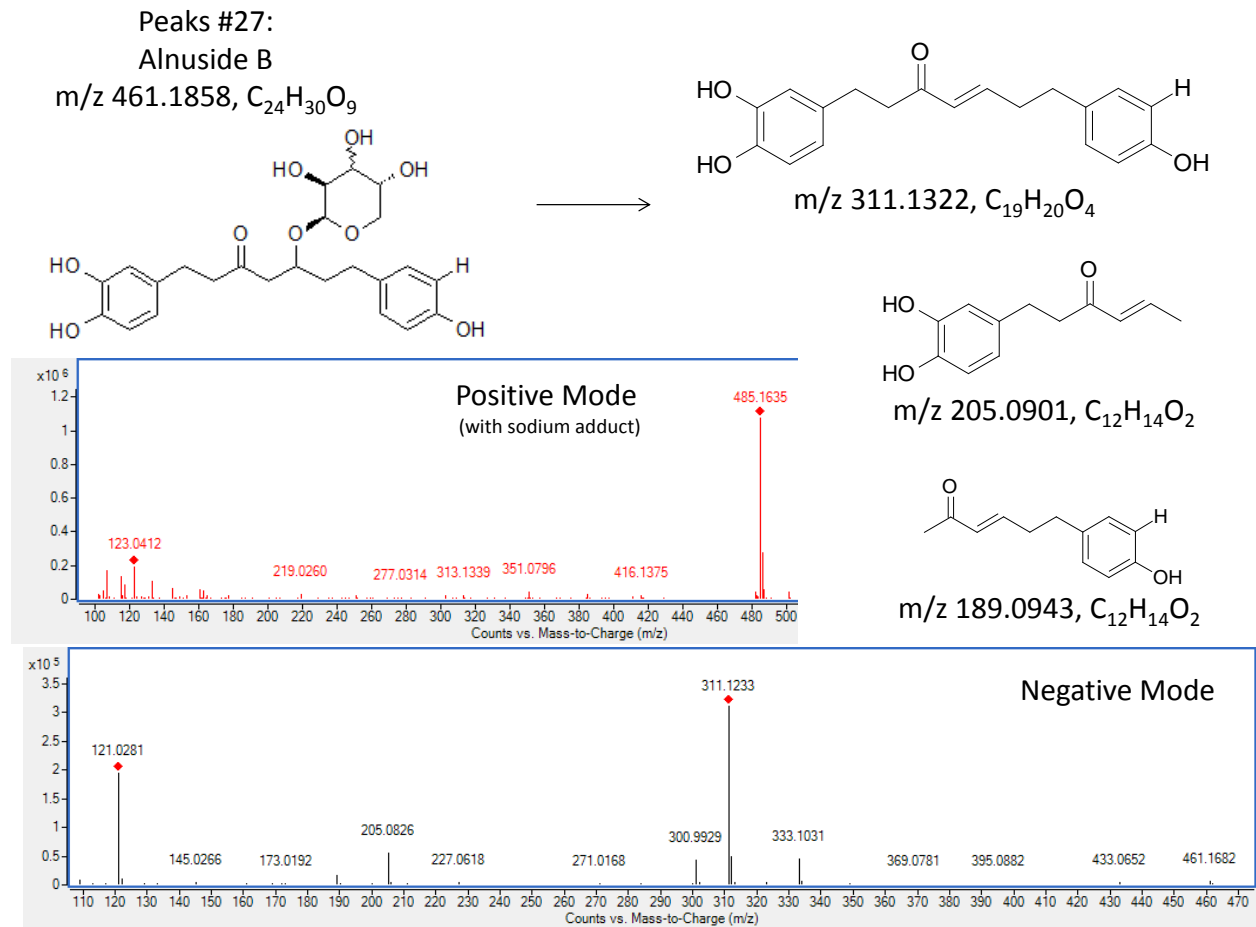 Peaks #27:
Alnuside B
m/z 461.1858, C24H30O9
OH
HO
OH
HO
O
O
O
HO
HO
H
OH
O
HO
HO
H
OH
m/z 311.1322, C19H20O4
O
HO
HO
m/z 205.0901, C12H14O2
O
H
OH
m/z 189.0943, C12H14O2
x10 6
Positive Mode
(with sodium adduct)
485.1635
123.0412
219.0260
277.0314
313.1339
351.0796
416.1375
1.2
1
0.8
0.6
0.4
0.2
0
100 120 140 160 180 200 220 240 260 280 300 320 340 360 380 400 420 440 460 480 500
Counts vs. Mass-to-Charge (m/z)
x10 5
Negative Mode
311.1233
121.0281
205.0826
300.9929
333.1031
145.0266
173.0192
227.0618
271.0168
369.0781
395.0882
433.0652
461.1682
3.5
3
2.5
2
1.5
1
0.5
0
110 120 130 140 150 160 170 180 190 200 210 220 230 240 250 260 270 280 290 300 310 320 330 340 350 360 370 380 390 400 410 420 430 440 450 460 470
Counts vs. Mass-to-Charge (m/z)